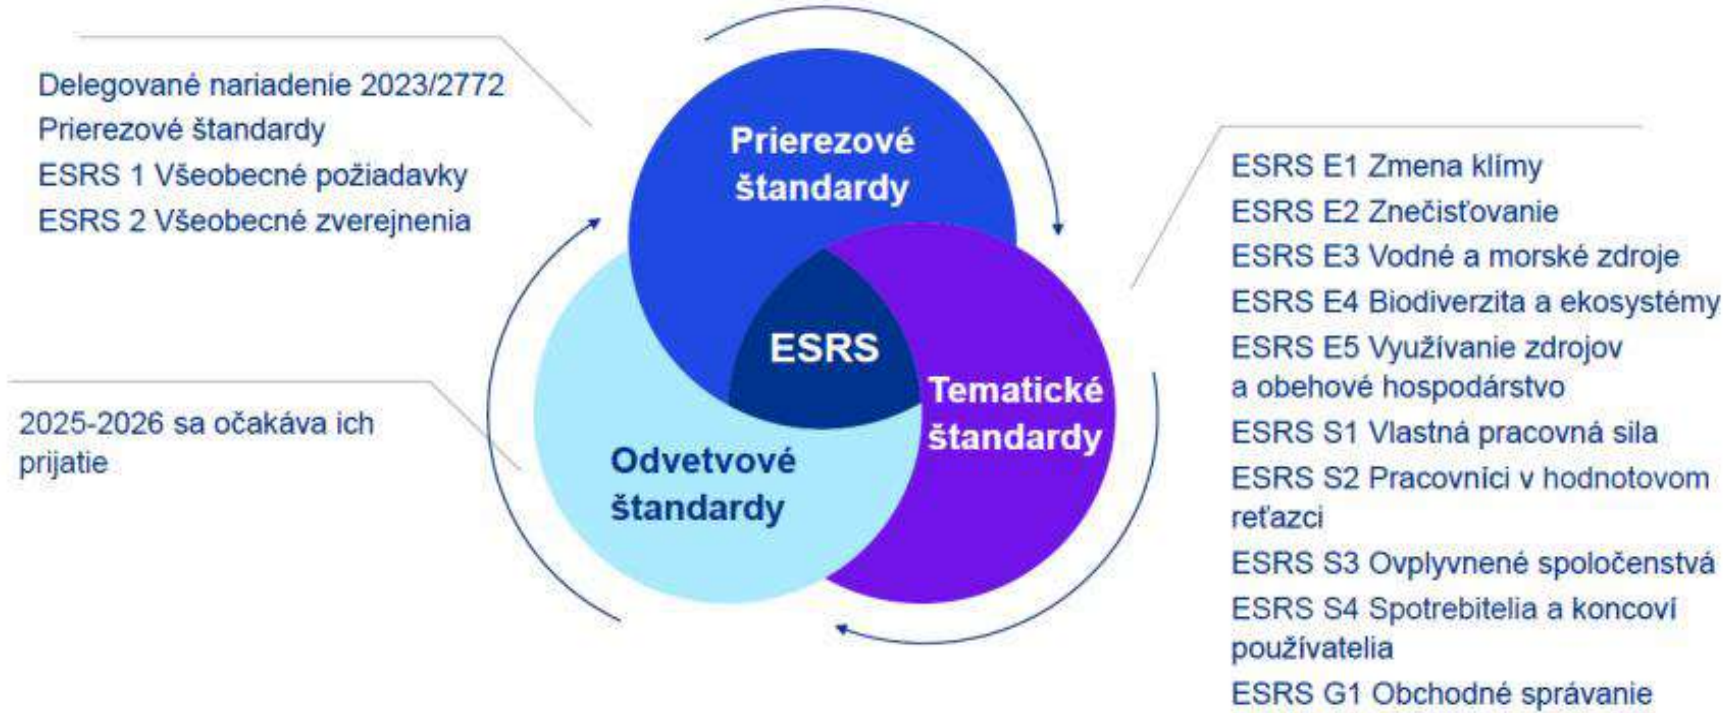 Delegované nariadenie 2023/2772
Prierezové štandardy
ESRS 1 Všeobecné požiadavky
ESRS 2 Všeobecné zverejnenia
2025-2026 sa očakáva ich
prijatie
Prierezové
štandardy
ESRS
Tematické
štandardy
Odvetvové
štandardy
ESRS E1 Zmena klímy
ESRS E2 Znečisťovanie
ESRS E3 Vodné a morské zdroje
ESRS E4 Biodiverzita a ekosystémy
ESRS E5 Využívanie zdrojov
a obehové hospodárstvo
ESRS S1 Vlastná pracovná sila
ESRS S2 Pracovníci v hodnotovom
reťazci
ESRS S3 Ovplyvnené spoločenstvá
ESRS S4 Spotrebitelia a koncoví
používatelia
ESRS G1 Obchodné správanie